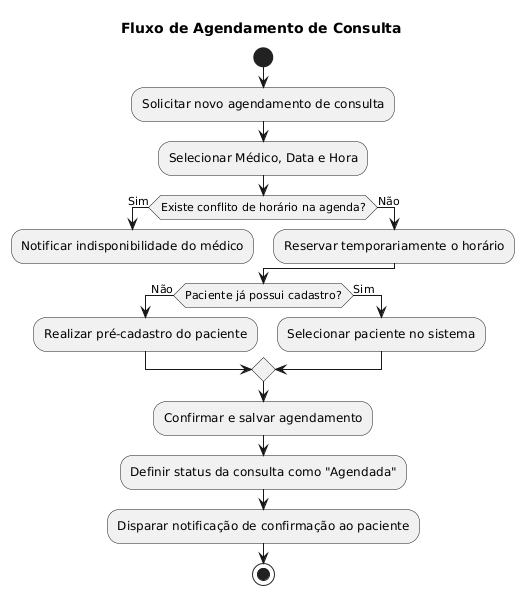 Fluxo de Agendamento de Consulta
Solicitar novo agendamento de consulta
Selecionar Médico, Data e Hora
Sim
Existe conflito de horário na agenda?
Não
Notificar indisponibilidade do médico
Reservar temporariamente o horário
Não
Paciente já possui cadastro?
Sim
Realizar pré-cadastro do paciente
Selecionar paciente no sistema
Confirmar e salvar agendamento
Definir status da consulta como "Agendada"
Disparar notificação de confirmação ao paciente